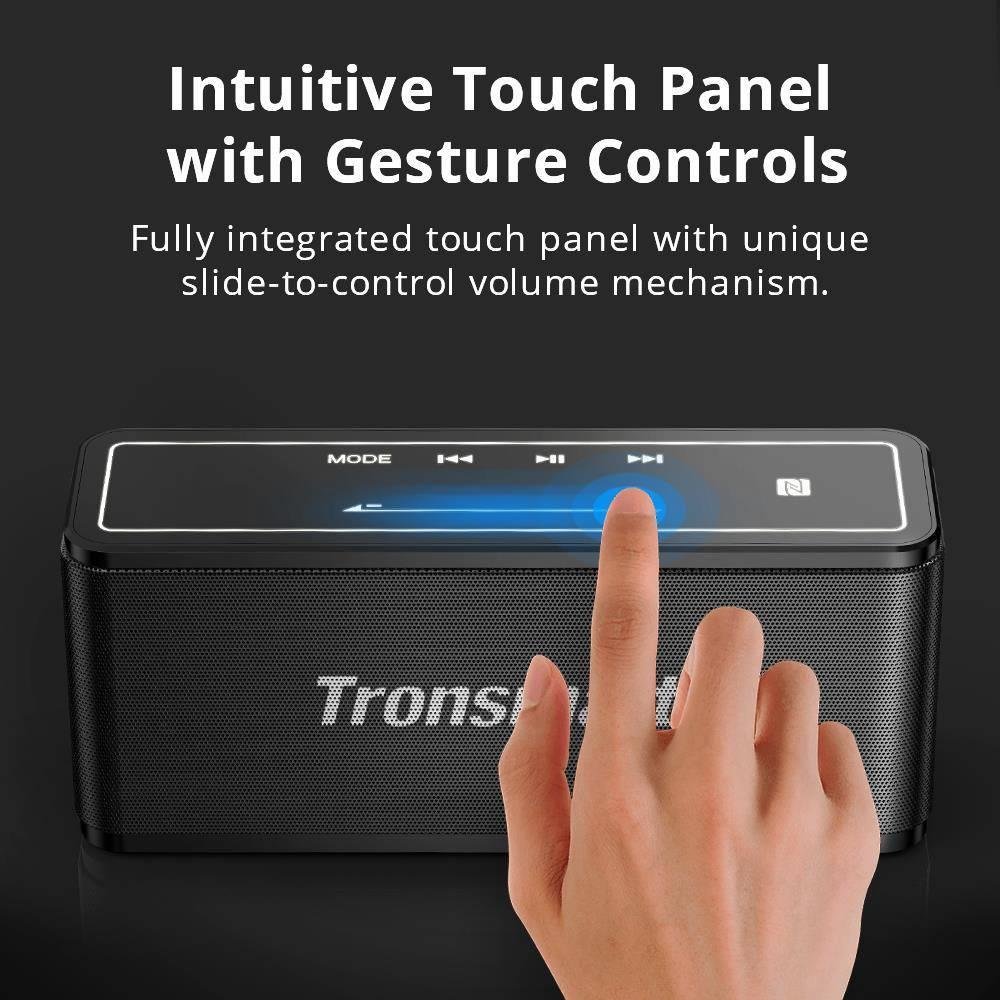 Intuitive Touch Panel
with Gesture Controls
Fully integrated touch panel with unique
slide-to-control volume mechanism.
MODE